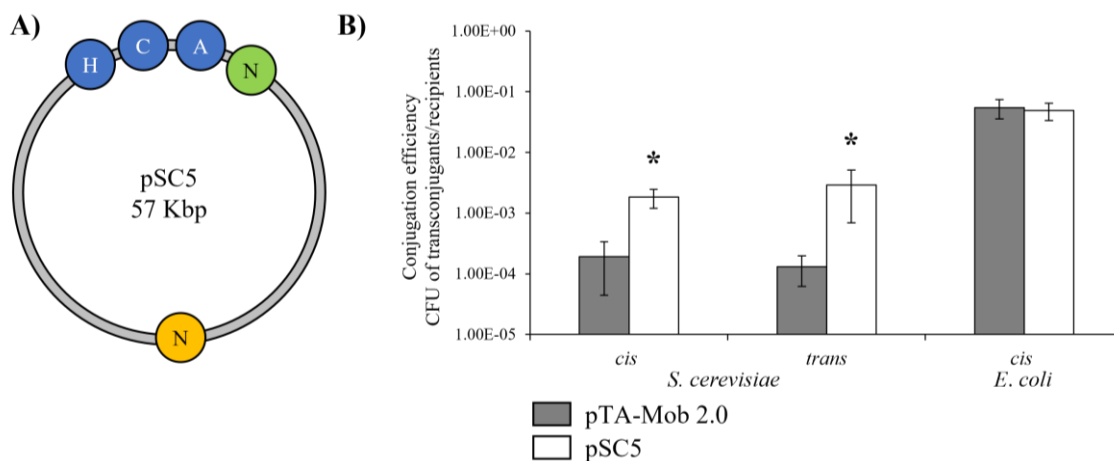 A)
H
C
A
N
pSC5
57 Kbp
N
B)
Conjugation efficiency
CFU of transconjugants/recipients
1.00E+00
1.00E-01
1.00E-02
1.00E-03
1.00E-04
1.00E-05
*
*
cis
trans
cis
S. cerevisiae
E. coli
pTA-Mob 2.0
pSC5